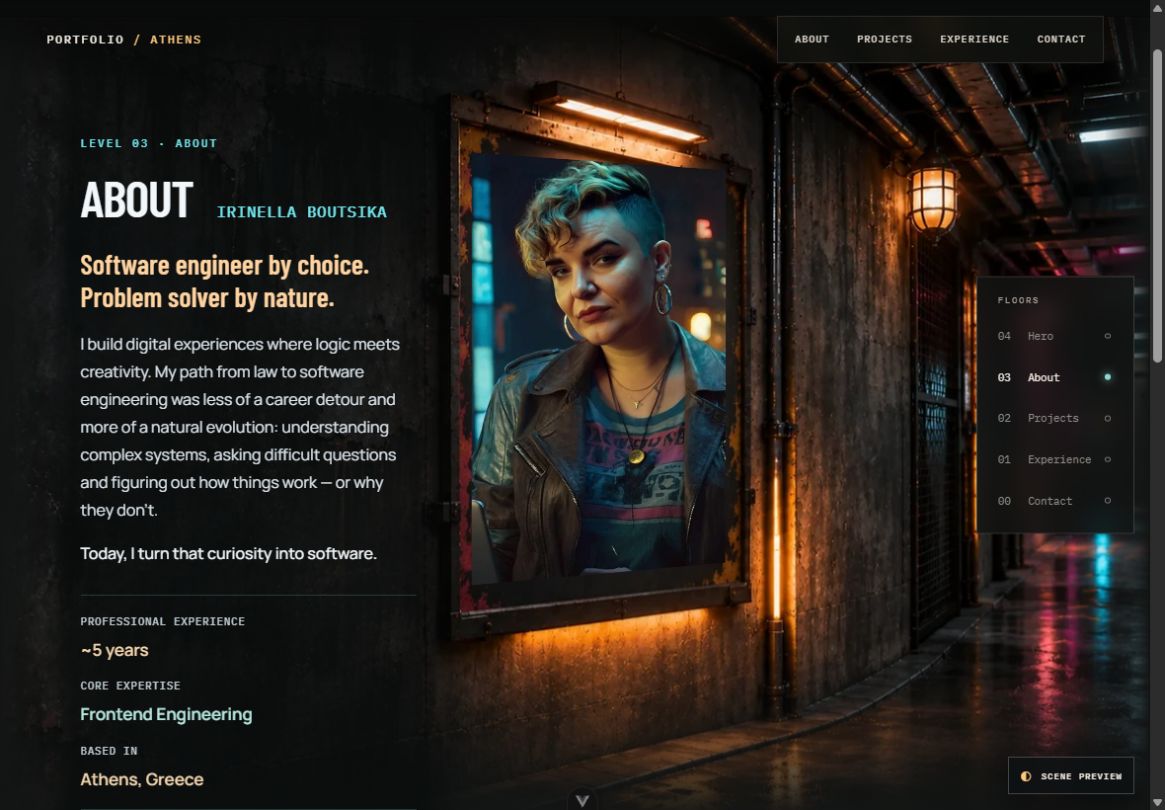 PORTFOLIO / ATHENS
ABOUT PROJECTS EXPERIENCE CONTACT
LEVEL 03 · ABOUT
ABOUT IRINELLA BOUTSIKA
Software engineer by choice.
Problem solver by nature.
I build digital experiences where logic meets
creativity. My path from law to software
engineering was less of a career detour and
more of a natural evolution: understanding
complex systems, asking difficult questions
and figuring out how things work — or why
they don't.
Today, I turn that curiosity into software.
PROFESSIONAL EXPERIENCE
~5 years
CORE EXPERTISE
Frontend Engineering
BASED IN
Athens, Greece
FLOORS
04 Hero
03 About
02 Projects
01 Experience
00 Contact
SCENE PREVIEW